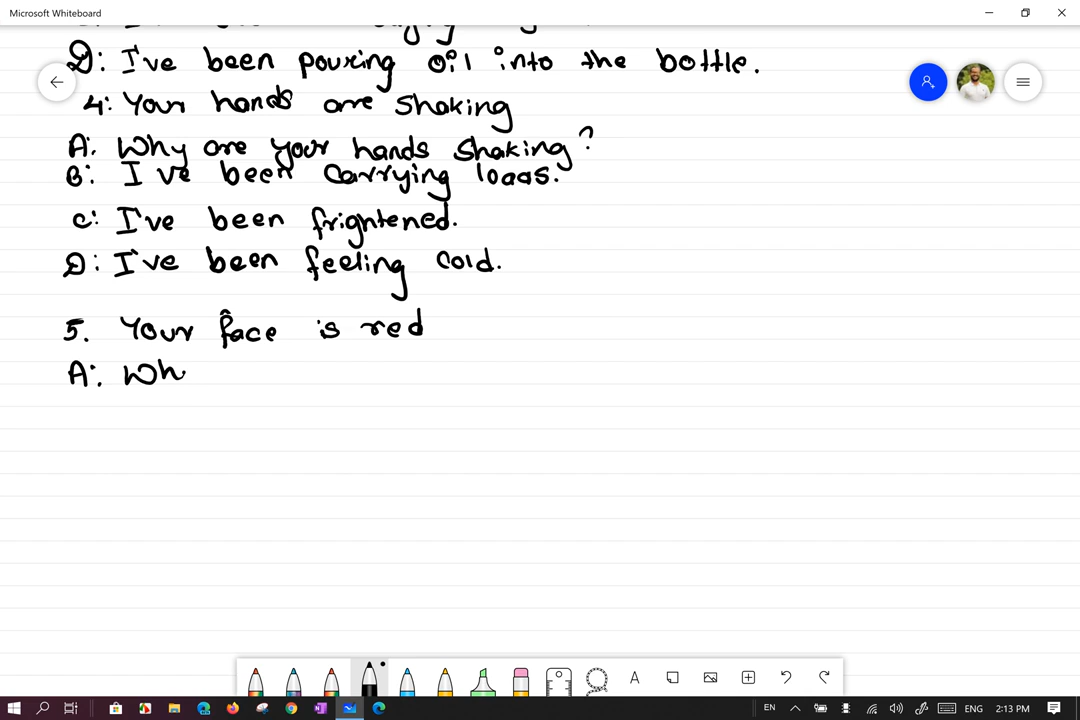 Microsoft Whiteboard
D: I've been pouring oil into the bottle.
4: Your hands are shaking
A: Why are your hands shaking?
B: I've been carrying loads.
C: I've been frightened.
D: I've been feeling cold.
5. Your face is red
A: Wh
EN
ENG
2:13 PM